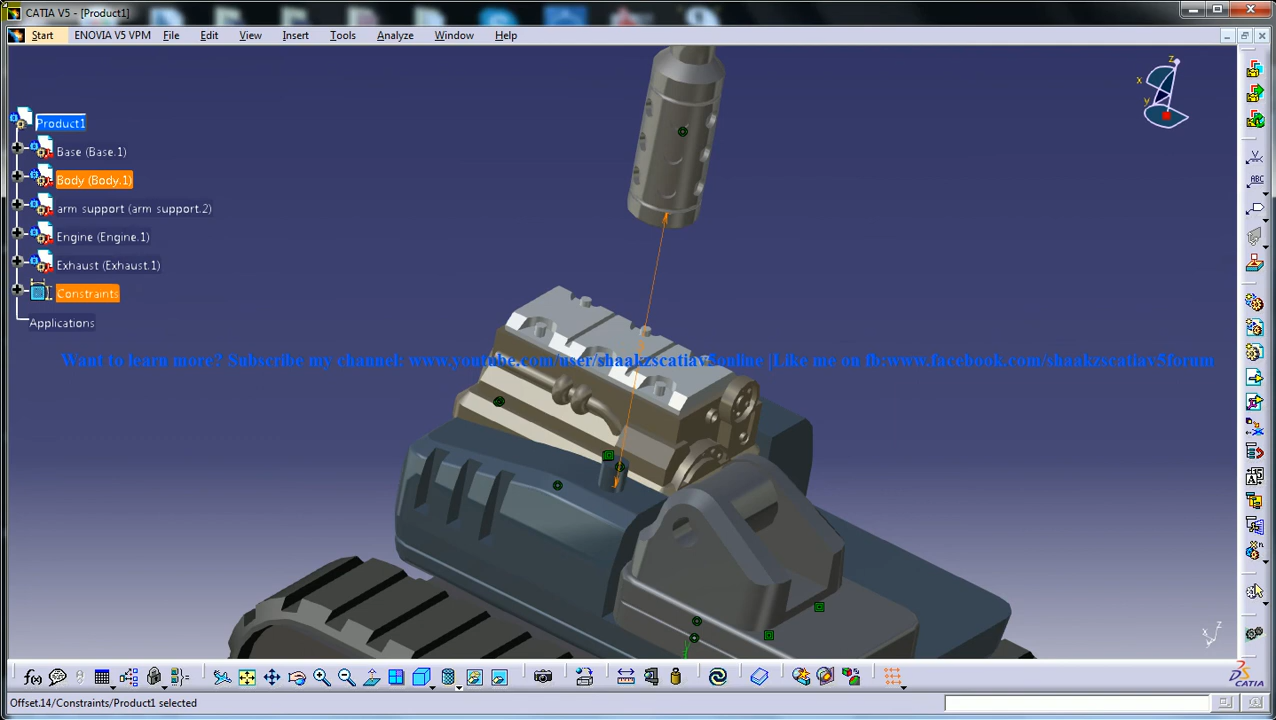 CATIA V5 - [Product1]
Start ENOVIA V5 VPM File Edit View Insert Tools Analyze Window Help
Product1
Base (Base.1)
Body (Body.1)
arm support (arm support.2)
Engine (Engine.1)
Exhaust (Exhaust.1)
Constraints
Applications
z
x
y
ABC
Want to learn more? Subscribe my channel: www.youtube.com/user/shaakzscatiav5online |Like me on fb:www.facebook.com/shaakzscatiav5forum
f(x)
CATIA
Offset.14/Constraints/Product1 selected